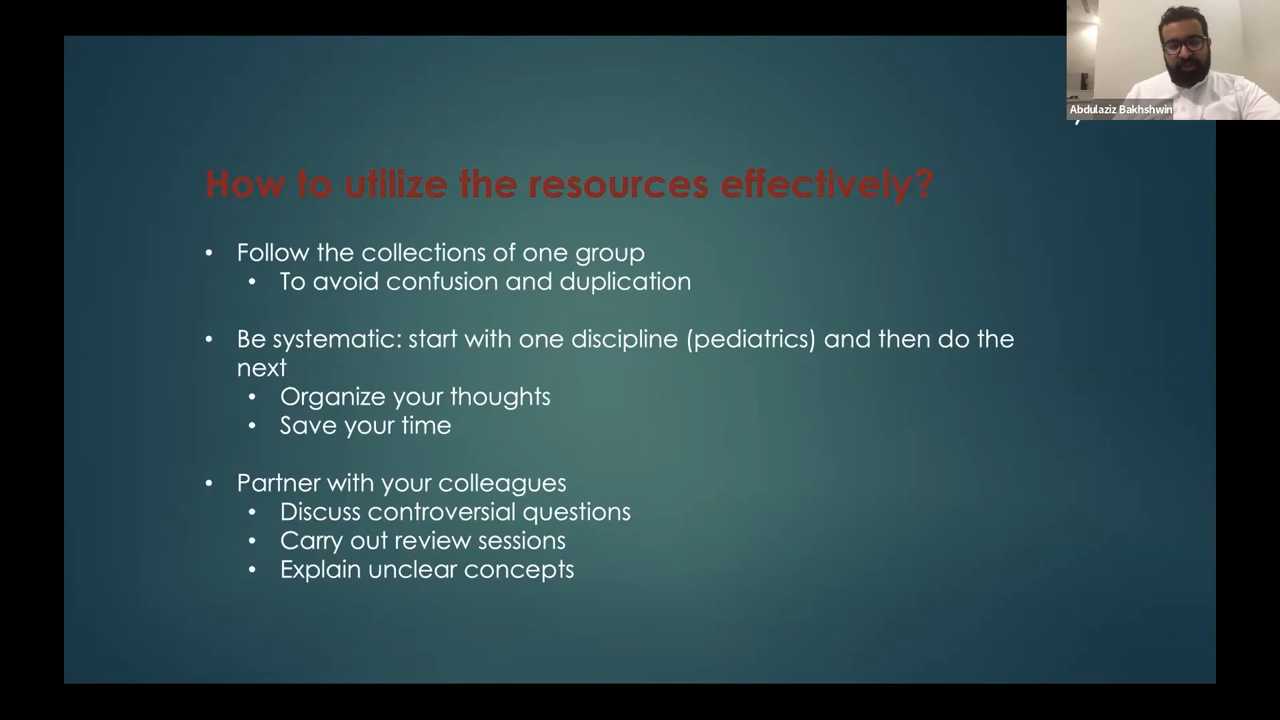 Abdulaziz Bakhshwin
How to utilize the resources effectively?
• Follow the collections of one group
• To avoid confusion and duplication
• Be systematic: start with one discipline (pediatrics) and then do the
next
• Organize your thoughts
• Save your time
• Partner with your colleagues
• Discuss controversial questions
• Carry out review sessions
• Explain unclear concepts